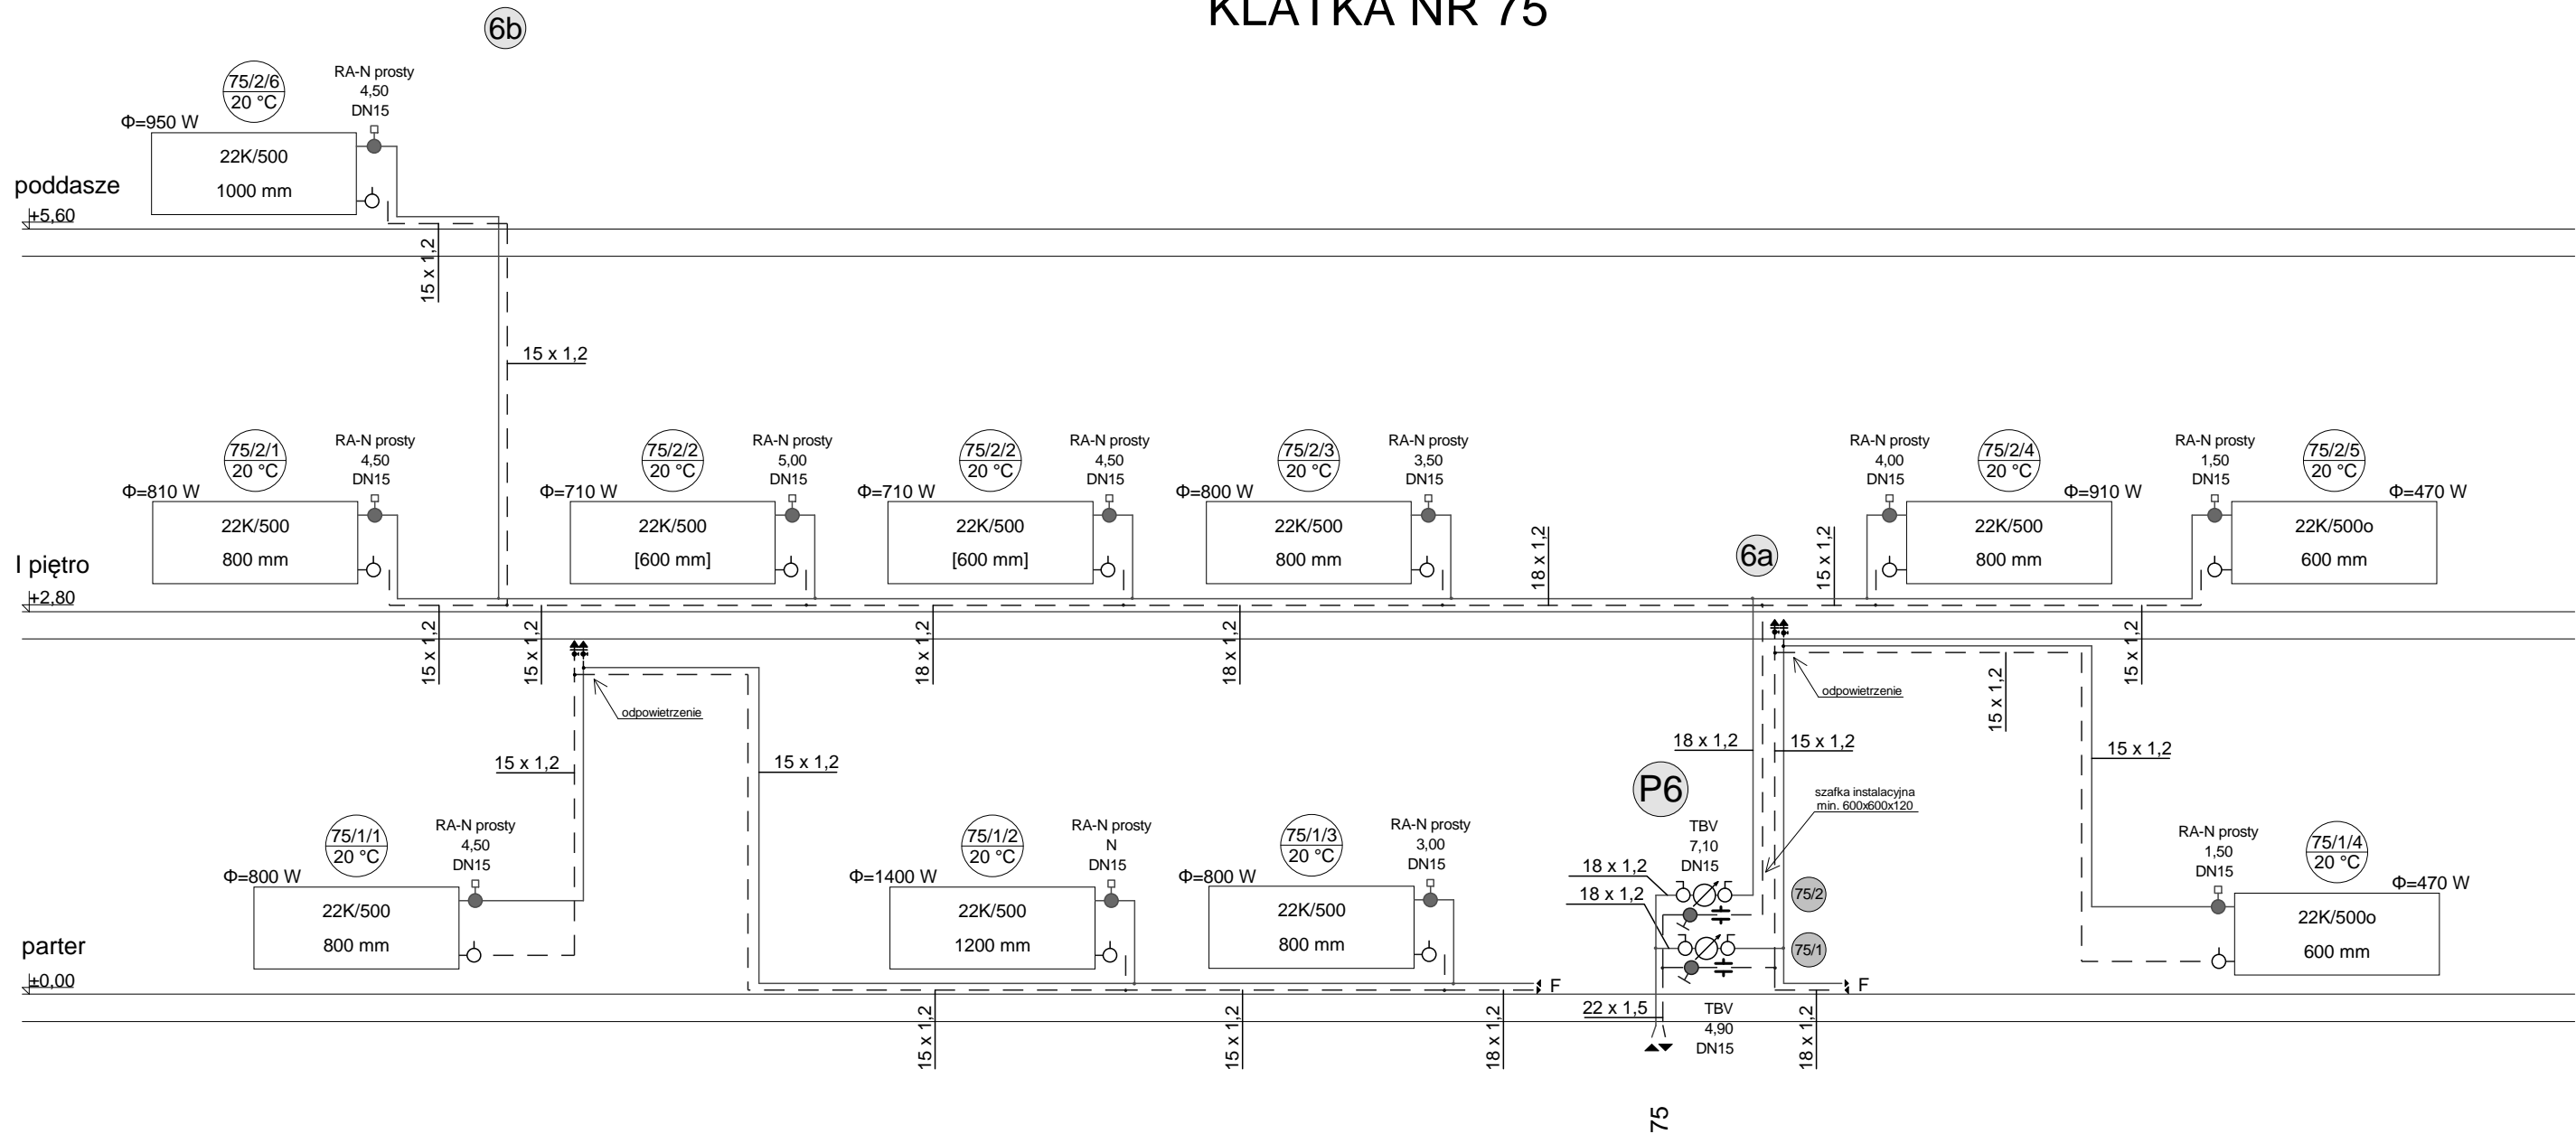 KLATKA NR 75
6b
75/2/6
20 °C
RA-N prosty
4,50
DN15
Φ=950 W
22K/500
1000 mm
poddasze
+5,60
15 x 1,2
15 x 1,2
75/2/1
20 °C
RA-N prosty
4,50
DN15
Φ=810 W
22K/500
800 mm
75/2/2
20 °C
RA-N prosty
5,00
DN15
Φ=710 W
22K/500
[600 mm]
75/2/2
20 °C
RA-N prosty
4,50
DN15
Φ=710 W
22K/500
[600 mm]
75/2/3
20 °C
RA-N prosty
3,50
DN15
Φ=800 W
22K/500
800 mm
18 x 1,2
6a
15 x 1,2
RA-N prosty
4,00
DN15
75/2/4
20 °C
Φ=910 W
22K/500
800 mm
RA-N prosty
1,50
DN15
75/2/5
20 °C
Φ=470 W
22K/500o
600 mm
I piętro
+2,80
15 x 1,2
15 x 1,2
18 x 1,2
18 x 1,2
15 x 1,2
15 x 1,2
odpowietrzenie
odpowietrzenie
15 x 1,2
15 x 1,2
18 x 1,2
15 x 1,2
15 x 1,2
P6
szafka instalacyjna
min. 600x600x120
75/1/1
20 °C
RA-N prosty
4,50
DN15
Φ=800 W
22K/500
800 mm
75/1/2
20 °C
RA-N prosty
N
DN15
Φ=1400 W
22K/500
1200 mm
75/1/3
20 °C
RA-N prosty
3,00
DN15
Φ=800 W
22K/500
800 mm
TBV
7,10
DN15
18 x 1,2
18 x 1,2
75/2
75/1
RA-N prosty
1,50
DN15
75/1/4
20 °C
Φ=470 W
22K/500o
600 mm
parter
±0,00
F
F
15 x 1,2
15 x 1,2
18 x 1,2
22 x 1,5
TBV
4,90
DN15
18 x 1,2
75